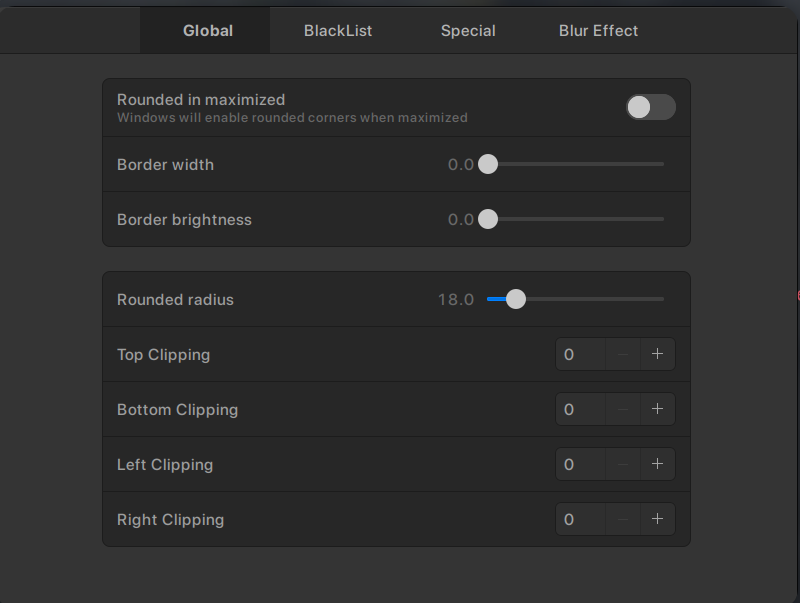 Global BlackList Special Blur Effect
Rounded in maximized
Windows will enable rounded corners when maximized
Border width 0.0
Border brightness 0.0
Rounded radius 18.0
Top Clipping 0 − +
Bottom Clipping 0 − +
Left Clipping 0 − +
Right Clipping 0 − +